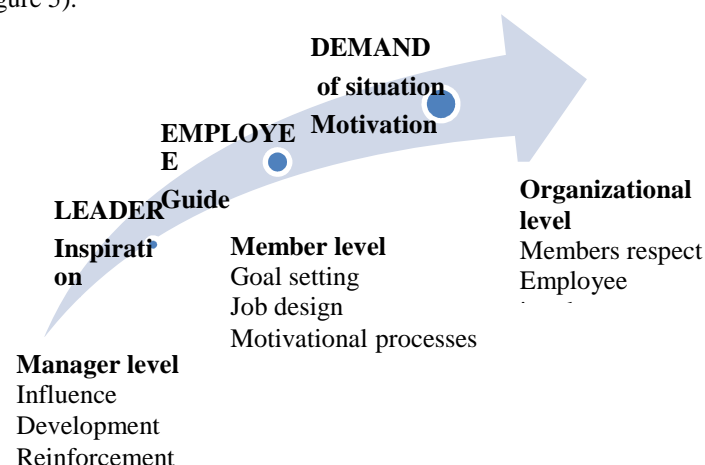 gure 5).
DEMAND
of situation
Motivation
EMPLOYE
E
Guide
LEADER
Inspirati
on
Organizational
level
Members respect
Employee
Member level
Goal setting
Job design
Motivational processes
Manager level
Influence
Development
Reinforcement